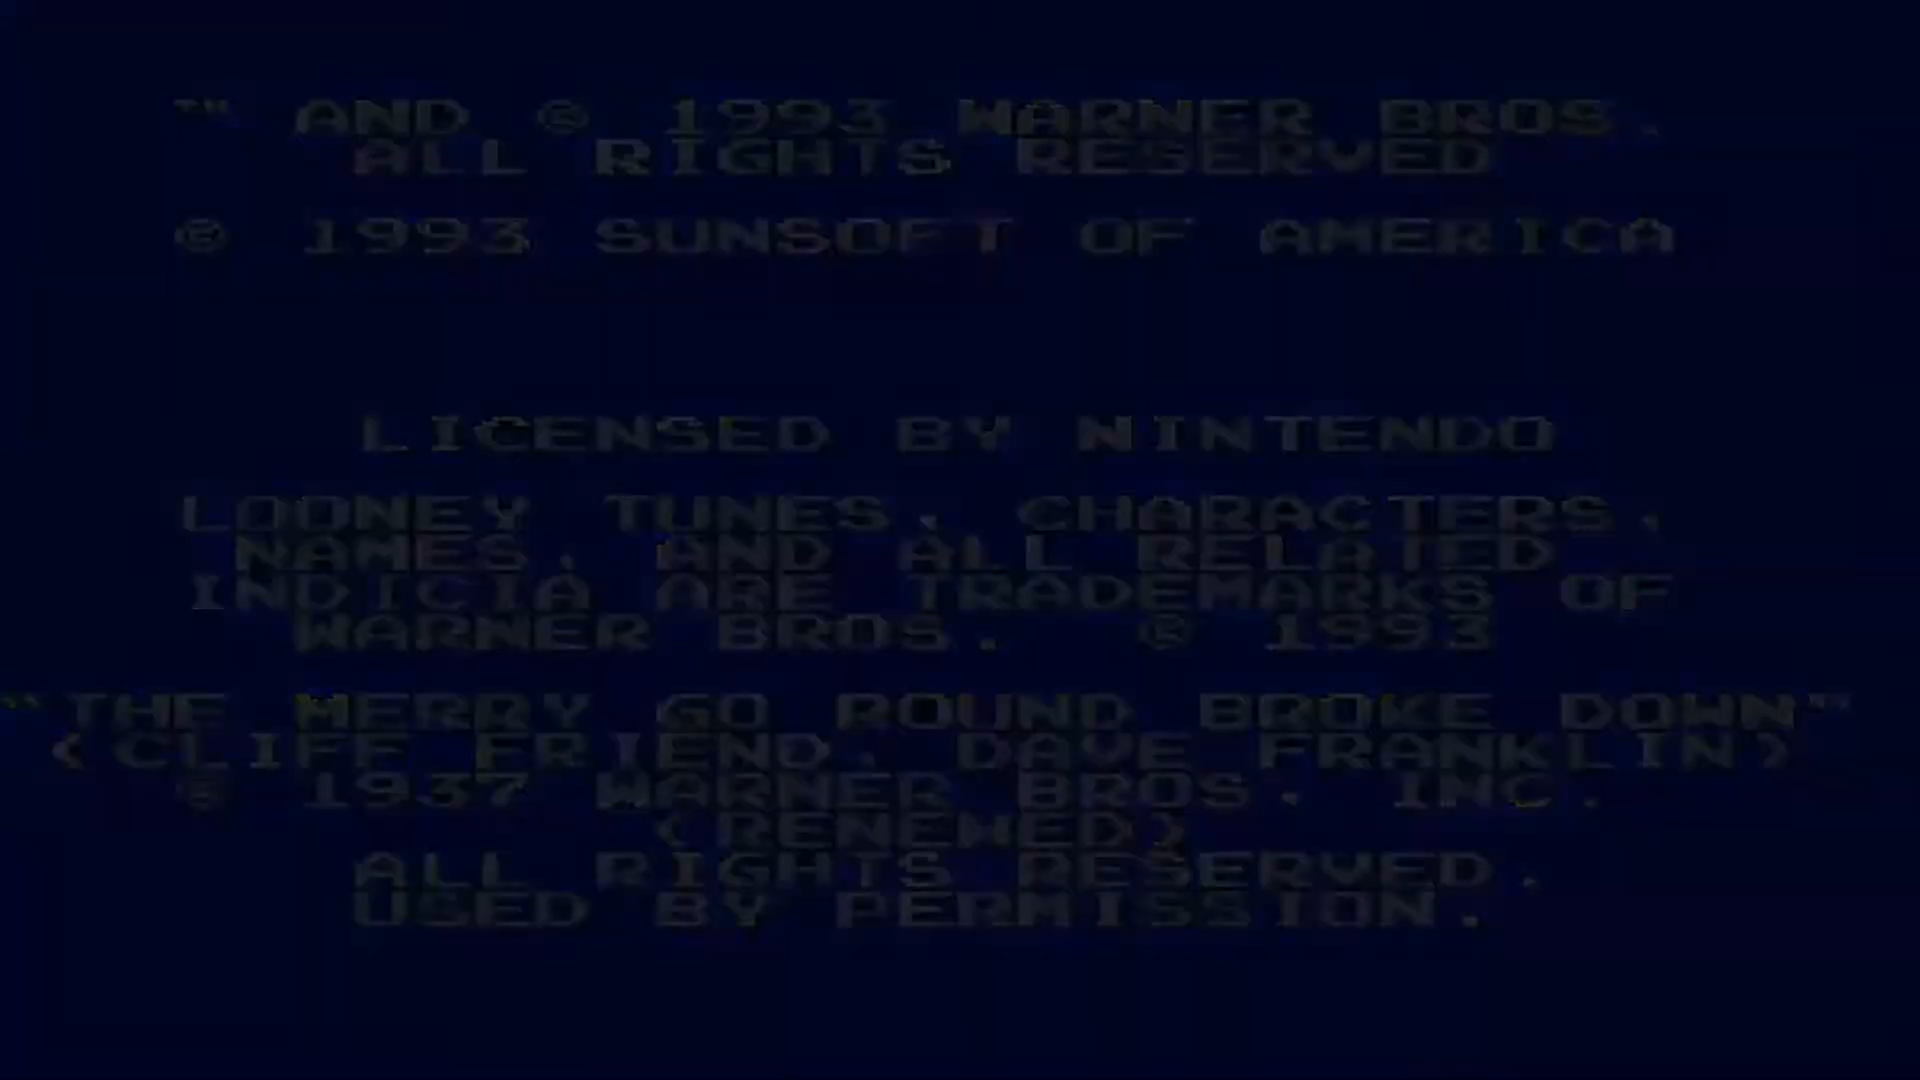 ™ AND © 1993 WARNER BROS.
ALL RIGHTS RESERVED
© 1993 SUNSOFT OF AMERICA
LICENSED BY NINTENDO
LOONEY TUNES, CHARACTERS,
NAMES, AND ALL RELATED
INDICIA ARE TRADEMARKS OF
WARNER BROS. © 1993
"THE MERRY GO ROUND BROKE DOWN"
(CLIFF FRIEND, DAVE FRANKLIN)
© 1937 WARNER BROS. INC.
(RENEWED)
ALL RIGHTS RESERVED.
USED BY PERMISSION.